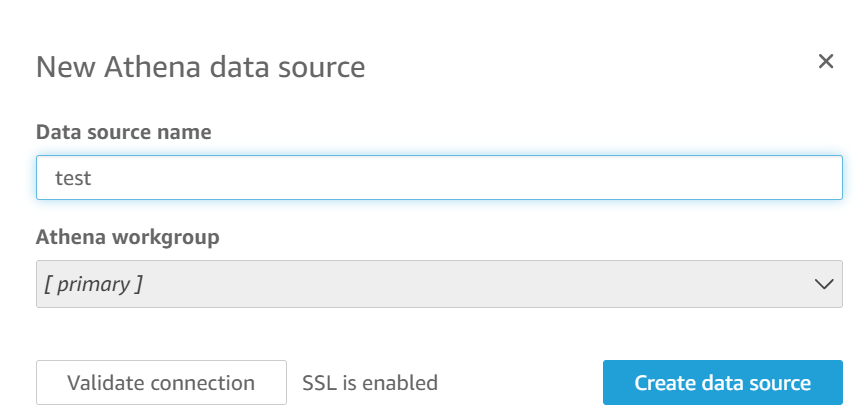 New Athena data source
Data source name
test
Athena workgroup
[ primary ]
Validate connection SSL is enabled Create data source